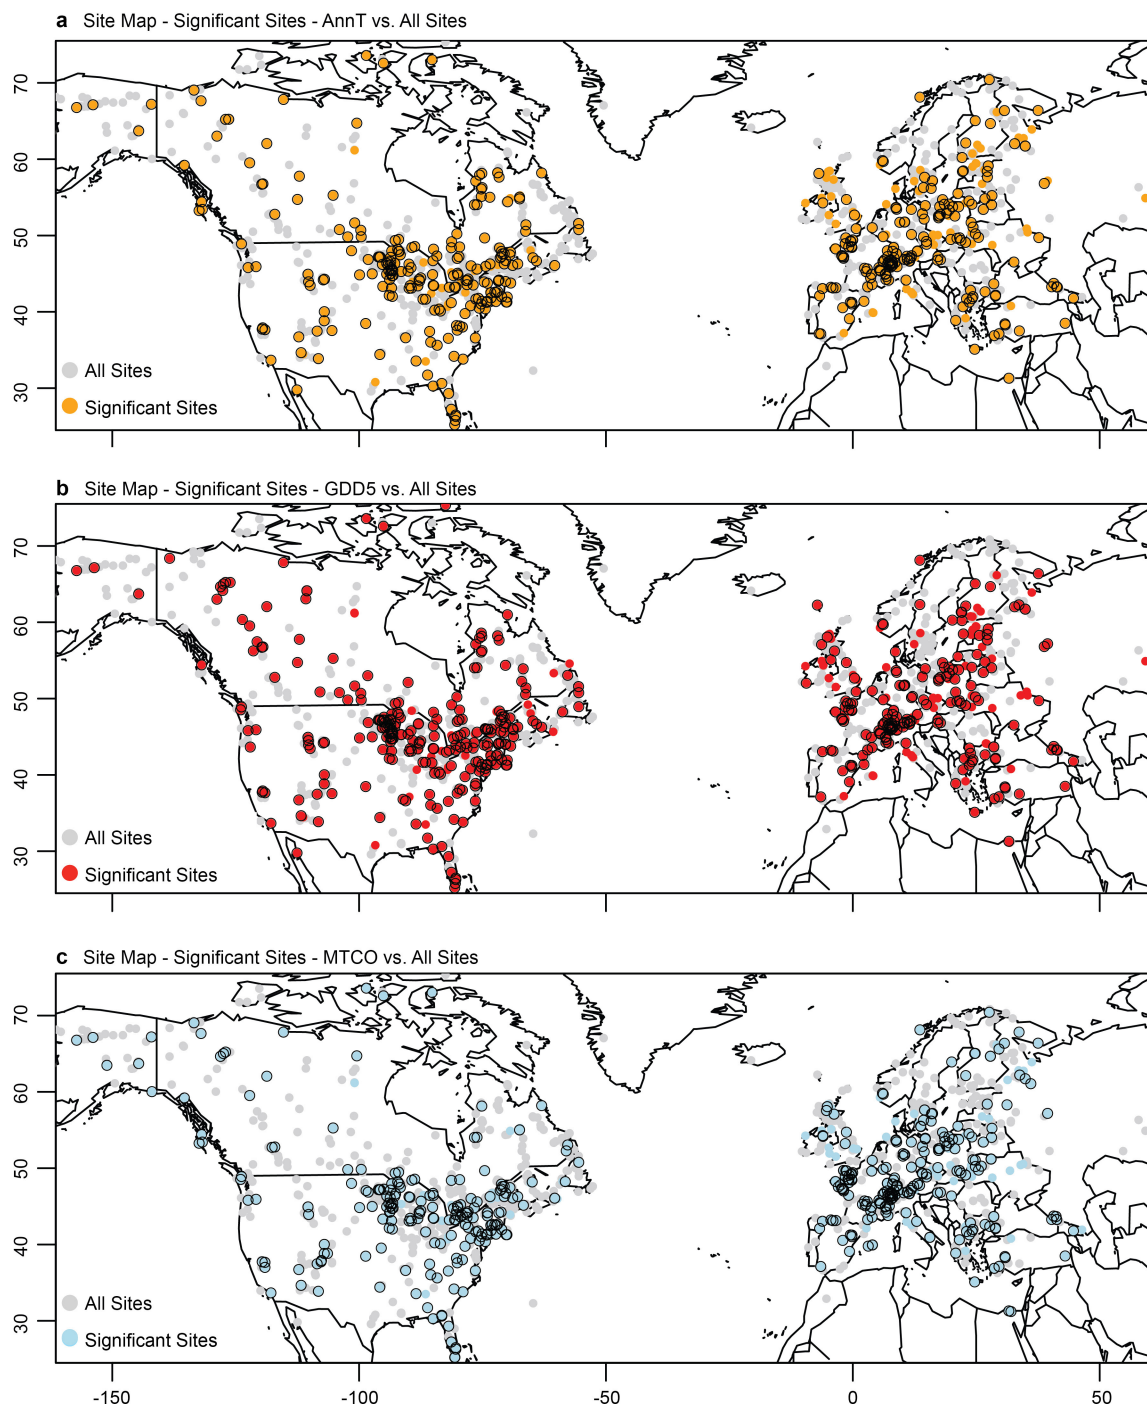 a Site Map - Significant Sites - AnnT vs. All Sites
70
60
50
40
30
All Sites
Significant Sites
b Site Map - Significant Sites - GDD5 vs. All Sites
70
60
50
40
30
All Sites
Significant Sites
c Site Map - Significant Sites - MTCO vs. All Sites
70
60
50
40
30
All Sites
Significant Sites
-150 -100 -50 0 50